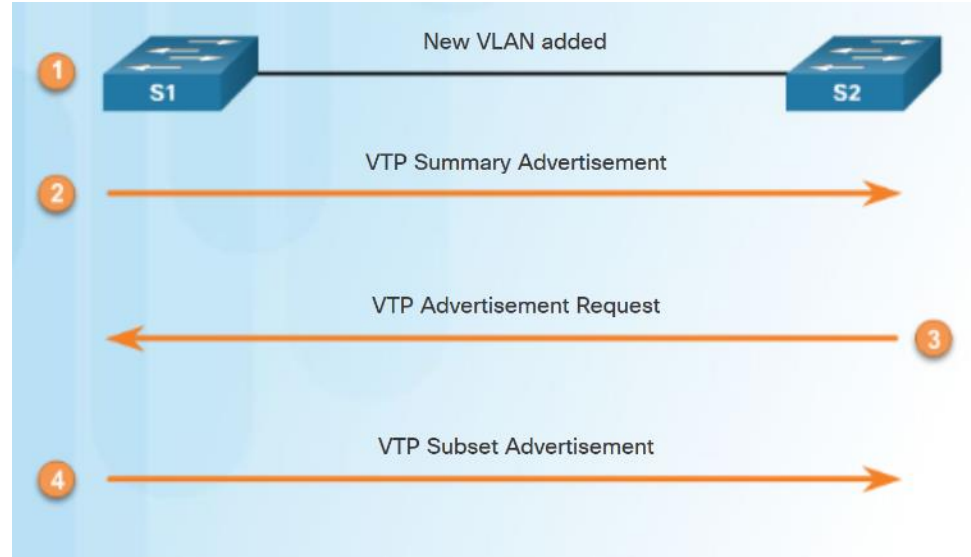 New VLAN added
1
S1
S2
VTP Summary Advertisement
2
VTP Advertisement Request
3
VTP Subset Advertisement
4